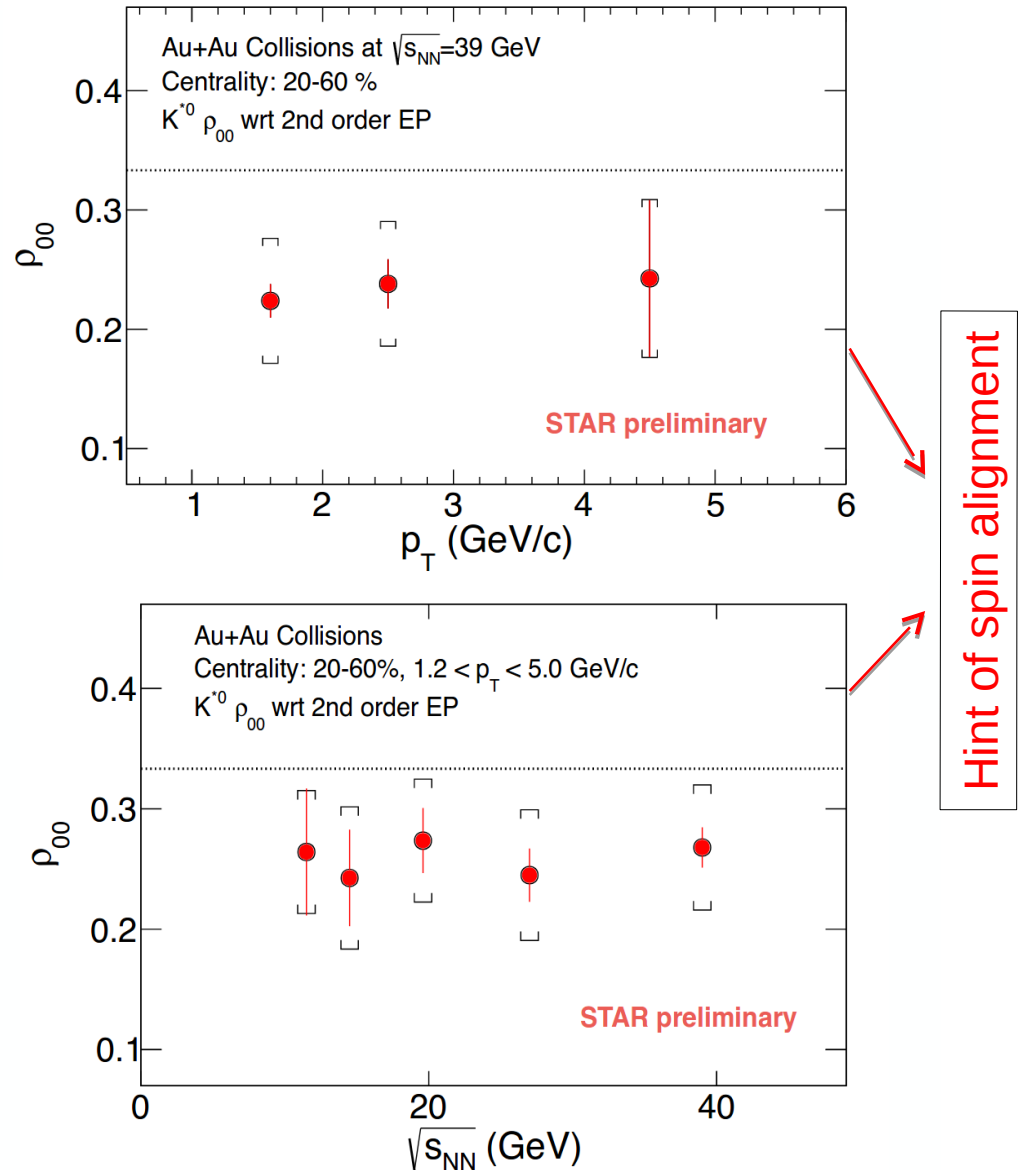 Au+Au Collisions at √sNN=39 GeV
Centrality: 20-60 %
K*0 ρ00 wrt 2nd order EP
0.4
0.3
0.2
0.1
ρ00
STAR preliminary
1 2 3 4 5 6
pT (GeV/c)
Au+Au Collisions
Centrality: 20-60%, 1.2 < pT < 5.0 GeV/c
K*0 ρ00 wrt 2nd order EP
0.4
0.3
0.2
0.1
ρ00
STAR preliminary
0 20 40
√sNN (GeV)
Hint of spin alignment